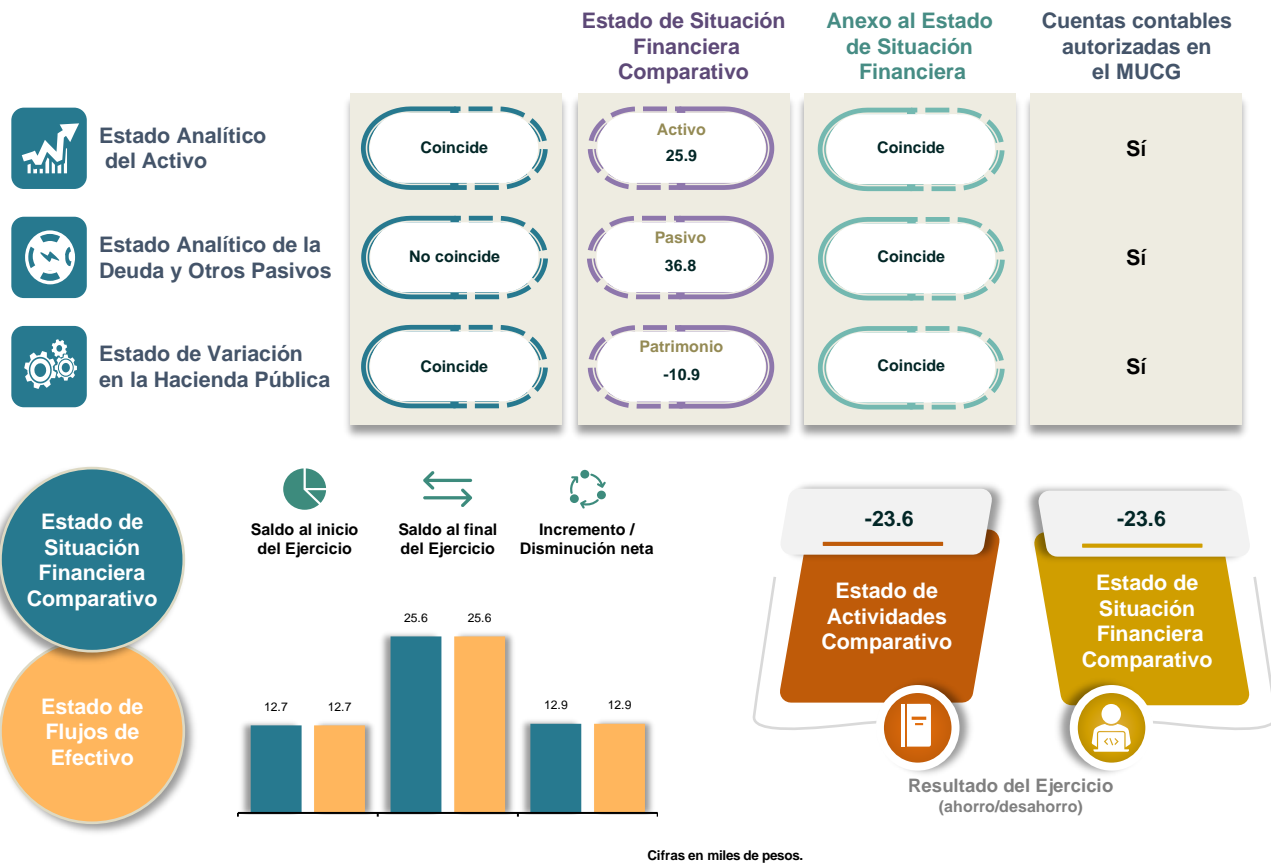 Estado de Situación
Financiera
Comparativo
Anexo al Estado
de Situación
Financiera
Cuentas contables
autorizadas en
el MUCG
Estado Analítico
del Activo
Coincide
Activo
25.9
Coincide
Sí
Estado Analítico de la
Deuda y Otros Pasivos
No coincide
Pasivo
36.8
Coincide
Sí
Estado de Variación
en la Hacienda Pública
Coincide
Patrimonio
-10.9
Coincide
Sí
Estado de
Situación
Financiera
Comparativo
Estado de
Flujos de
Efectivo
Saldo al inicio
del Ejercicio
Saldo al final
del Ejercicio
Incremento /
Disminución neta
12.7
12.7
25.6
25.6
12.9
12.9
-23.6
Estado de
Actividades
Comparativo
-23.6
Estado de
Situación
Financiera
Comparativo
Resultado del Ejercicio
(ahorro/desahorro)
Cifras en miles de pesos.